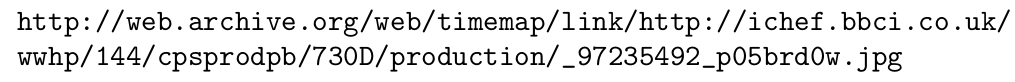 http://web.archive.org/web/timemap/link/http://ichef.bbci.co.uk/
wwhp/144/cpsprodpb/730D/production/_97235492_p05brd0w.jpg